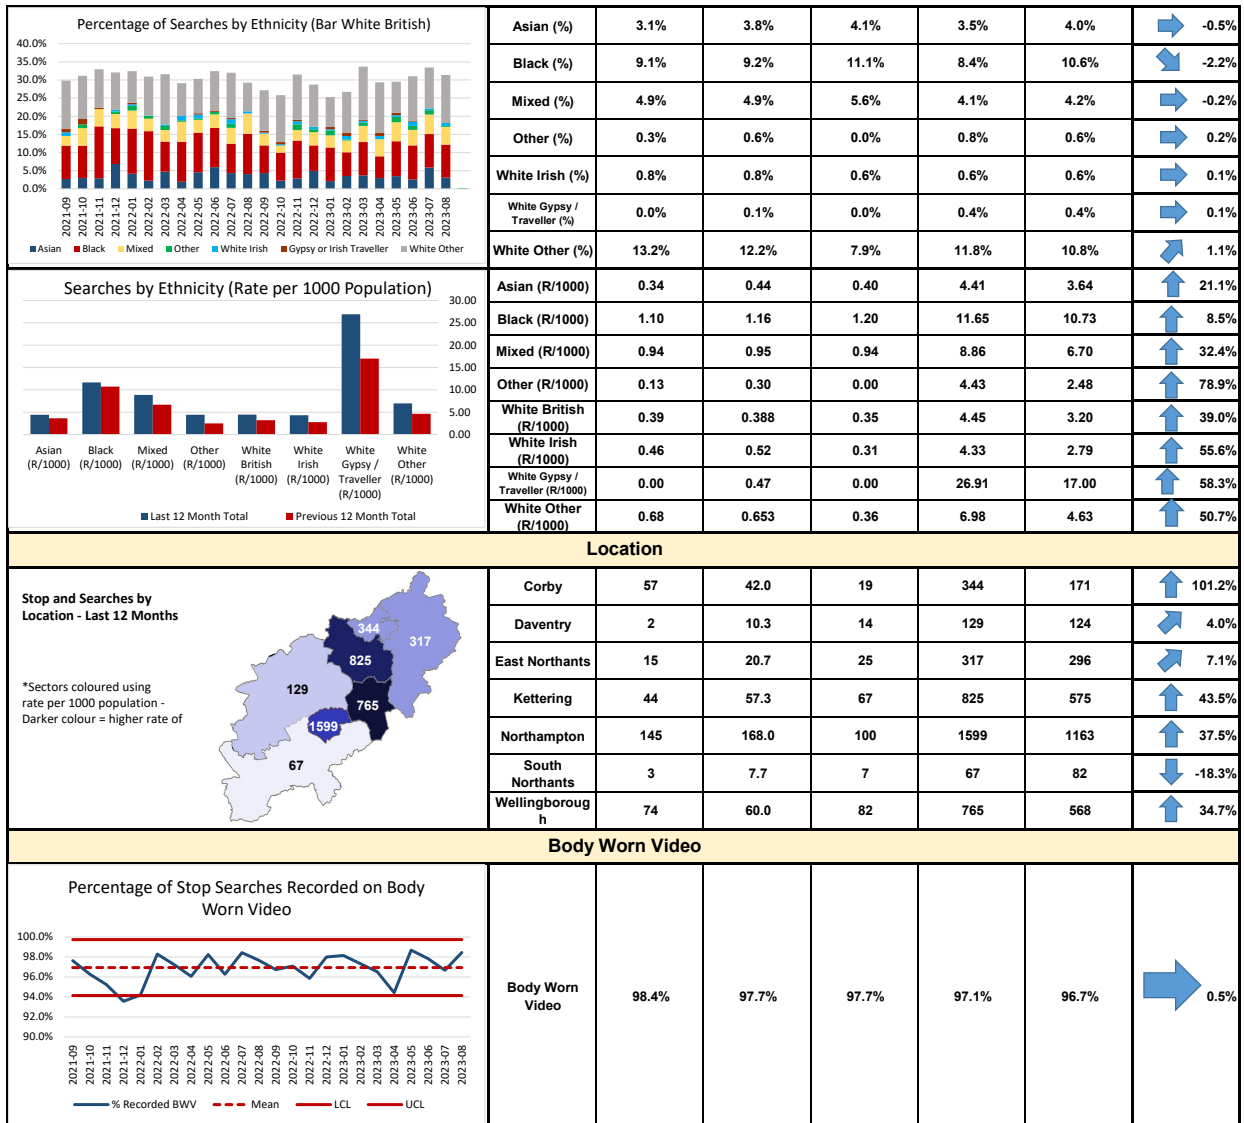 Percentage of Searches by Ethnicity (Bar White British)
40.0%
35.0%
30.0%
25.0%
20.0%
15.0%
10.0%
5.0%
0.0%
2021-09 2021-10 2021-11 2021-12 2022-01 2022-02 2022-03 2022-04 2022-05 2022-06 2022-07 2022-08 2022-09 2022-10 2022-11 2022-12 2023-01 2023-02 2023-03 2023-04 2023-05 2023-06 2023-07 2023-08
Asian Black Mixed Other White Irish Gypsy or Irish Traveller White Other
Asian (%) 3.1% 3.8% 4.1% 3.5% 4.0% -0.5%
Black (%) 9.1% 9.2% 11.1% 8.4% 10.6% -2.2%
Mixed (%) 4.9% 4.9% 5.6% 4.1% 4.2% -0.2%
Other (%) 0.3% 0.6% 0.0% 0.8% 0.6% 0.2%
White Irish (%) 0.8% 0.8% 0.6% 0.6% 0.6% 0.1%
White Gypsy /
Traveller (%) 0.0% 0.1% 0.0% 0.4% 0.4% 0.1%
White Other (%) 13.2% 12.2% 7.9% 11.8% 10.8% 1.1%
Searches by Ethnicity (Rate per 1000 Population)
30.00
25.00
20.00
15.00
10.00
5.00
0.00
Asian Black Mixed Other White White White White
(R/1000) (R/1000) (R/1000) (R/1000) British Irish Gypsy / Other
(R/1000) (R/1000) Traveller (R/1000)
(R/1000)
Last 12 Month Total Previous 12 Month Total
Asian (R/1000) 0.34 0.44 0.40 4.41 3.64 21.1%
Black (R/1000) 1.10 1.16 1.20 11.65 10.73 8.5%
Mixed (R/1000) 0.94 0.95 0.94 8.86 6.70 32.4%
Other (R/1000) 0.13 0.30 0.00 4.43 2.48 78.9%
White British
(R/1000) 0.39 0.388 0.35 4.45 3.20 39.0%
White Irish
(R/1000) 0.46 0.52 0.31 4.33 2.79 55.6%
White Gypsy /
Traveller (R/1000) 0.00 0.47 0.00 26.91 17.00 58.3%
White Other
(R/1000) 0.68 0.653 0.36 6.98 4.63 50.7%
Location
Stop and Searches by
Location - Last 12 Months
*Sectors coloured using
rate per 1000 population -
Darker colour = higher rate of
344
317
825
129
765
1599
67
Corby 57 42.0 19 344 171 101.2%
Daventry 2 10.3 14 129 124 4.0%
East Northants 15 20.7 25 317 296 7.1%
Kettering 44 57.3 67 825 575 43.5%
Northampton 145 168.0 100 1599 1163 37.5%
South
Northants 3 7.7 7 67 82 -18.3%
Wellingboroug
h 74 60.0 82 765 568 34.7%
Body Worn Video
Percentage of Stop Searches Recorded on Body
Worn Video
100.0%
98.0%
96.0%
94.0%
92.0%
90.0%
2021-09 2021-10 2021-11 2021-12 2022-01 2022-02 2022-03 2022-04 2022-05 2022-06 2022-07 2022-08 2022-09 2022-10 2022-11 2022-12 2023-01 2023-02 2023-03 2023-04 2023-05 2023-06 2023-07 2023-08
% Recorded BWV Mean LCL UCL
Body Worn
Video 98.4% 97.7% 97.7% 97.1% 96.7% 0.5%